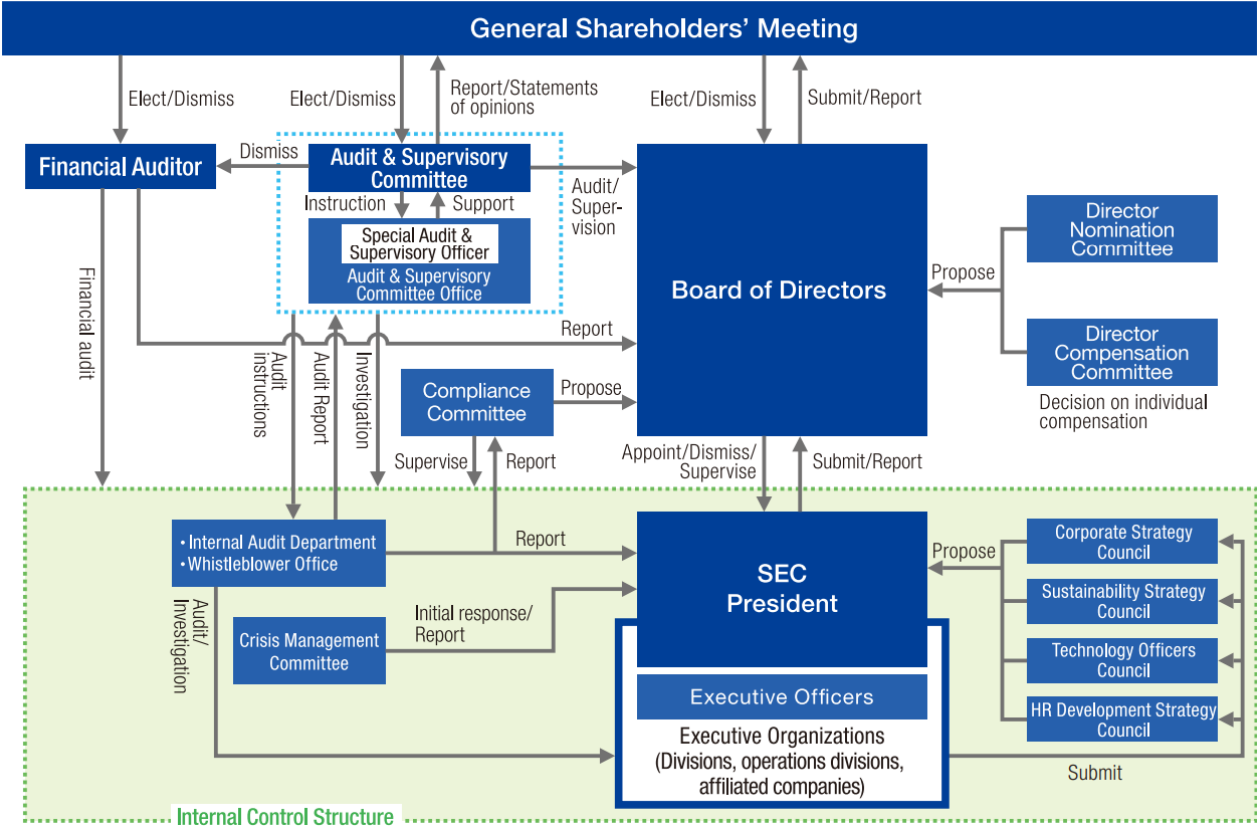 General Shareholders’ Meeting
Elect/Dismiss
Elect/Dismiss
Report/Statements
of opinions
Elect/Dismiss
Submit/Report
Financial Auditor
Dismiss
Audit & Supervisory
Committee
Instruction
Support
Special Audit &
Supervisory Officer
Audit & Supervisory
Committee Office
Audit/
Super-
vision
Board of Directors
Propose
Director
Nomination
Committee
Director
Compensation
Committee
Decision on individual
compensation
Financial audit
Report
Audit
instructions
Audit Report
Investigation
Compliance
Committee
Propose
Supervise
Report
Appoint/Dismiss/
Supervise
Submit/Report
• Internal Audit Department
• Whistleblower Office
Report
SEC
President
Propose
Corporate Strategy
Council
Sustainability Strategy
Council
Technology Officers
Council
HR Development Strategy
Council
Audit/
Investigation
Crisis Management
Committee
Initial response/
Report
Executive Officers
Executive Organizations
(Divisions, operations divisions,
affiliated companies)
Submit
Internal Control Structure